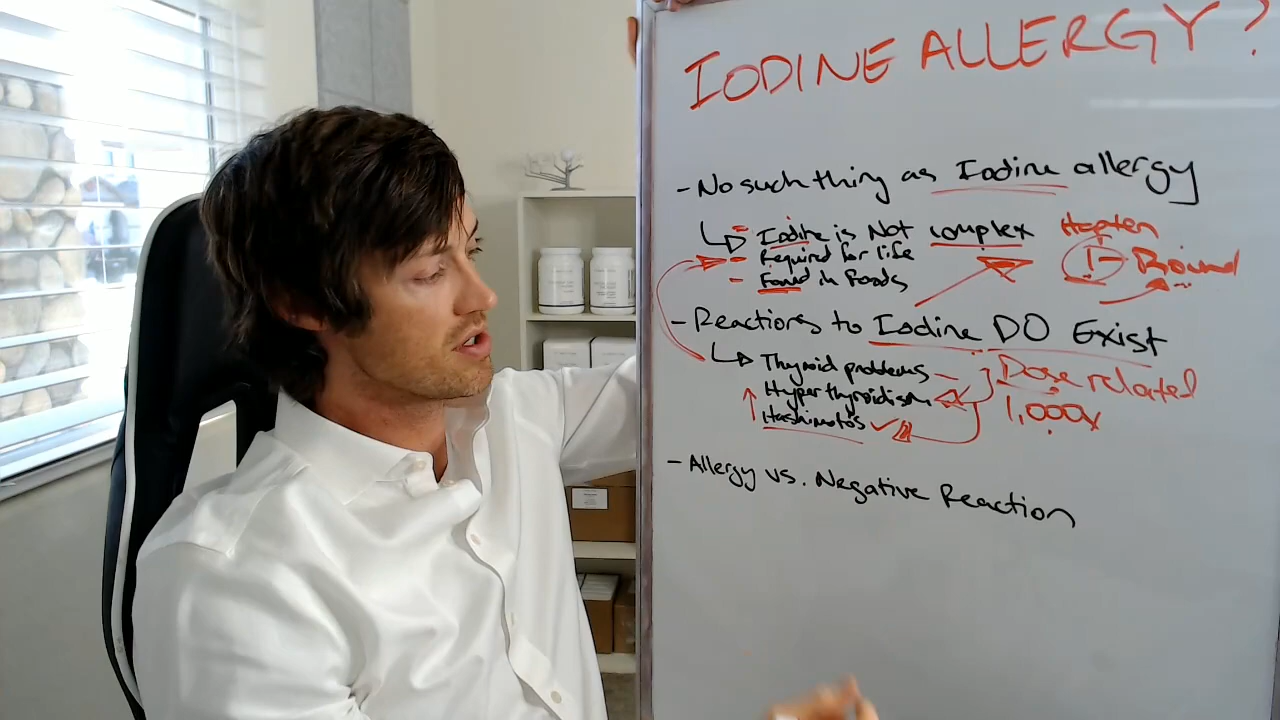 IODINE ALLERGY?
- No such thing as Iodine allergy
- Iodine is Not complex Hapten
- Required for life I- Bound
- Found in foods
- Reactions to Iodine DO Exist
Thyroid problems - Dose related
↑ Hyperthyroidism 1,000x
Hashimoto's ✓
- Allergy vs. Negative Reaction